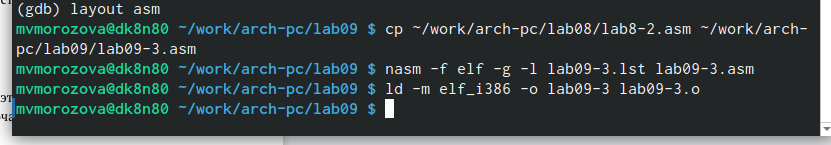 (gdb) layout asm
mvmorozova@dk8n80 ~/work/arch-pc/lab09 $ cp ~/work/arch-pc/lab08/lab8-2.asm ~/work/arch-
pc/lab09/lab09-3.asm
mvmorozova@dk8n80 ~/work/arch-pc/lab09 $ nasm -f elf -g -l lab09-3.lst lab09-3.asm
mvmorozova@dk8n80 ~/work/arch-pc/lab09 $ ld -m elf_i386 -o lab09-3 lab09-3.o
mvmorozova@dk8n80 ~/work/arch-pc/lab09 $